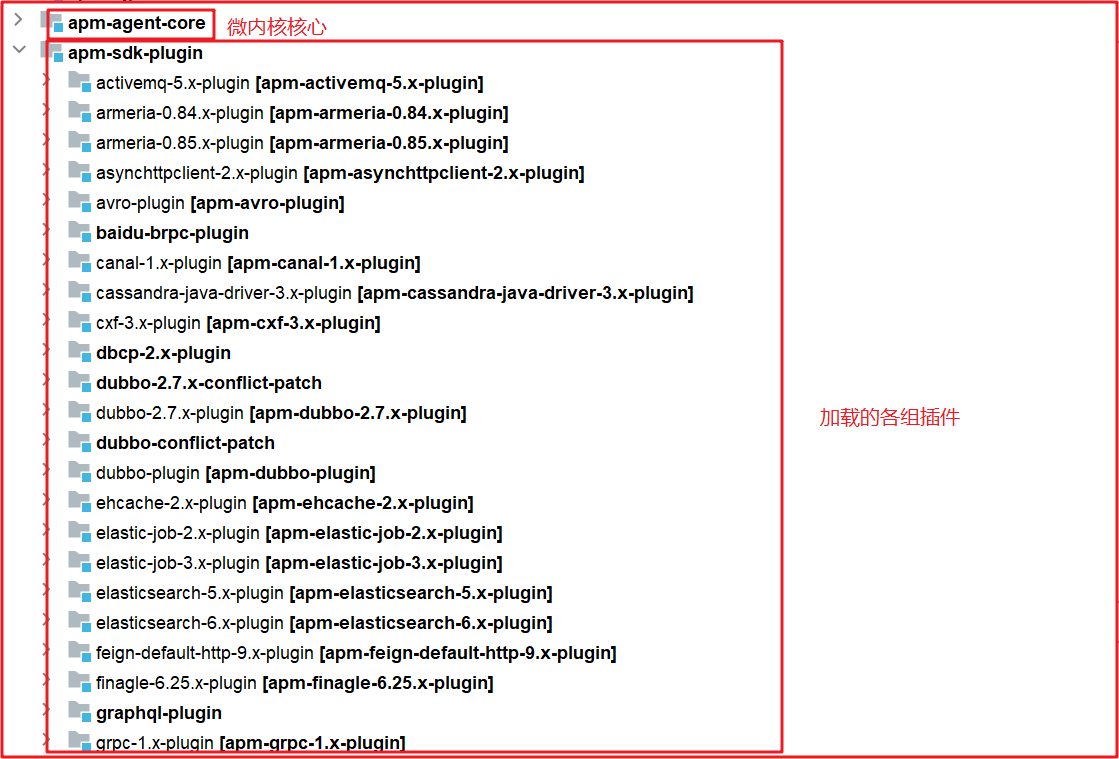 apm-agent-core 微内核核心
apm-sdk-plugin
activemq-5.x-plugin [apm-activemq-5.x-plugin]
armeria-0.84.x-plugin [apm-armeria-0.84.x-plugin]
armeria-0.85.x-plugin [apm-armeria-0.85.x-plugin]
asynchttpclient-2.x-plugin [apm-asynchttpclient-2.x-plugin]
avro-plugin [apm-avro-plugin]
baidu-brpc-plugin
canal-1.x-plugin [apm-canal-1.x-plugin]
cassandra-java-driver-3.x-plugin [apm-cassandra-java-driver-3.x-plugin]
cxf-3.x-plugin [apm-cxf-3.x-plugin]
dbcp-2.x-plugin
dubbo-2.7.x-conflict-patch
dubbo-2.7.x-plugin [apm-dubbo-2.7.x-plugin]
加载的各组插件
dubbo-conflict-patch
dubbo-plugin [apm-dubbo-plugin]
ehcache-2.x-plugin [apm-ehcache-2.x-plugin]
elastic-job-2.x-plugin [apm-elastic-job-2.x-plugin]
elastic-job-3.x-plugin [apm-elastic-job-3.x-plugin]
elasticsearch-5.x-plugin [apm-elasticsearch-5.x-plugin]
elasticsearch-6.x-plugin [apm-elasticsearch-6.x-plugin]
feign-default-http-9.x-plugin [apm-feign-default-http-9.x-plugin]
finagle-6.25.x-plugin [apm-finagle-6.25.x-plugin]
graphql-plugin
grpc-1.x-plugin [apm-grpc-1.x-plugin]